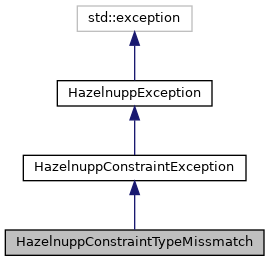 std::exception
HazelnuppException
HazelnuppConstraintException
HazelnuppConstraintTypeMissmatch